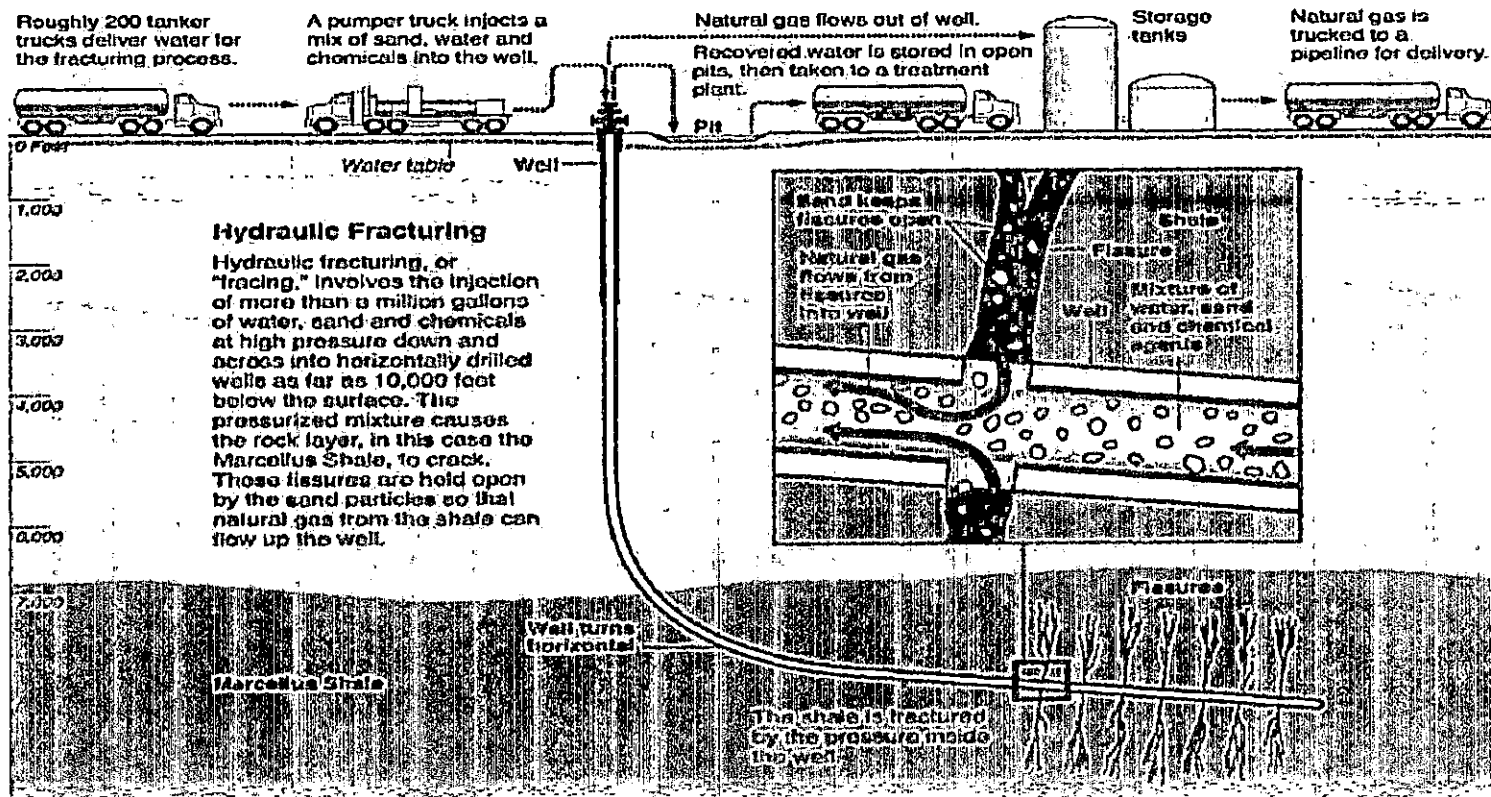 Roughly 200 tanker
trucks deliver water for
the fracturing process.
A pumper truck injects a
mix of sand, water and
chemicals into the well.
Natural gas flows out of well.
Recovered water is stored in open
pits, then taken to a treatment
plant.
Storage
tanks
Natural gas is
trucked to a
pipeline for delivery.
Pit
0 Feet
Water table
Well
1,000
2,000
3,000
4,000
5,000
6,000
7,000
Hydraulic Fracturing
Hydraulic fracturing, or
"fracing," involves the injection
of more than a million gallons
of water, sand and chemicals
at high pressure down and
across into horizontally drilled
wells as far as 10,000 feet
below the surface. The
pressurized mixture causes
the rock layer, in this case the
Marcellus Shale, to crack.
These fissures are held open
by the sand particles so that
natural gas from the shale can
flow up the well.
Sand keeps
fissures open
Natural gas
flows from
fissures
into well
Shale
Fissure
Well
Mixture of
water, sand
and chemical
agents
Fissures
Well turns
horizontal
Marcellus Shale
The shale is fractured
by the pressure inside
the well.